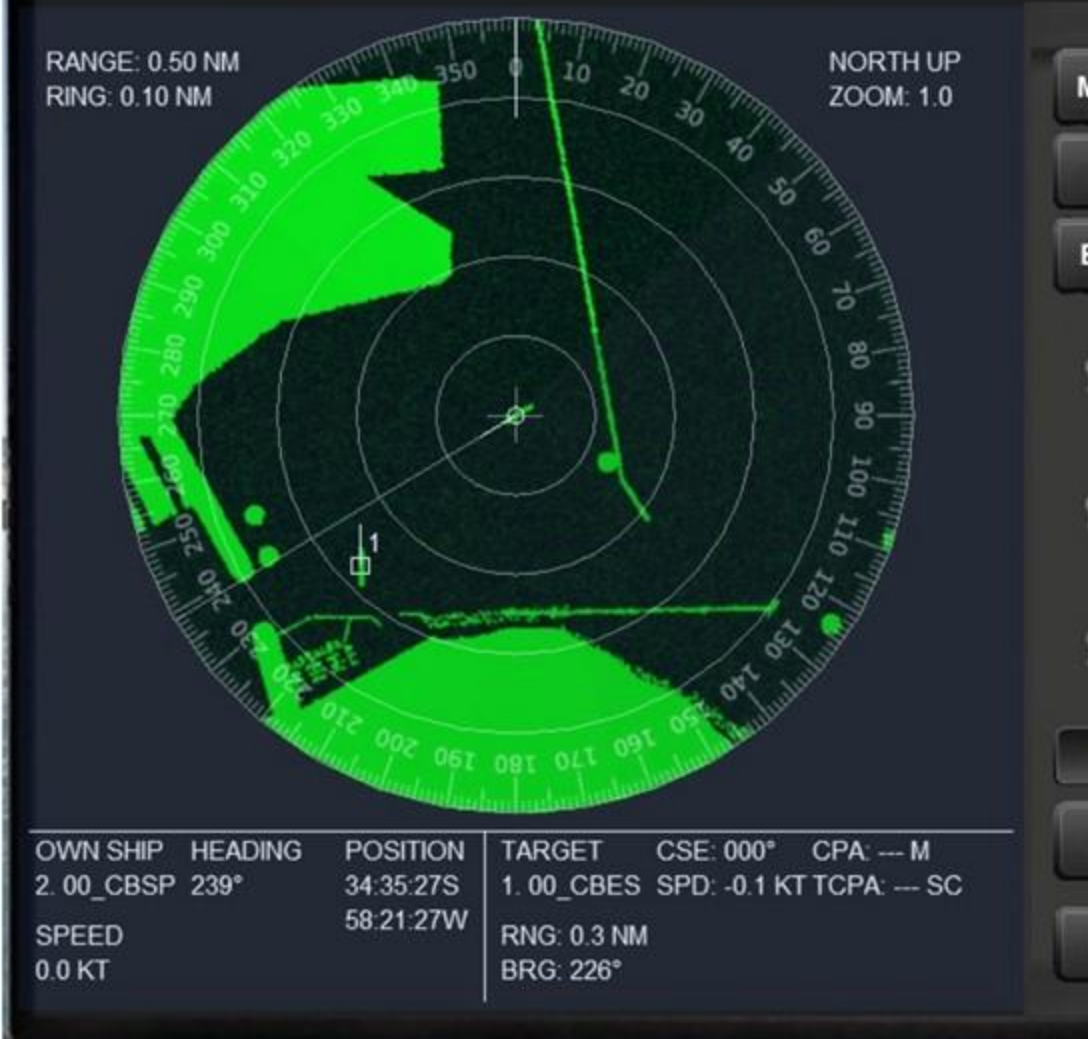 RANGE: 0.50 NM
RING: 0.10 NM
NORTH UP
ZOOM: 1.0
0
10
20
30
40
50
60
70
80
90
100
110
120
130
140
150
160
170
180
190
200
210
220
230
240
250
260
270
280
290
300
310
320
330
340
350
1
OWN SHIP HEADING POSITION
2. 00_CBSP 239° 34:35:27S
58:21:27W
SPEED
0.0 KT
TARGET CSE: 000° CPA: --- M
1. 00_CBES SPD: -0.1 KT TCPA: --- SC
RNG: 0.3 NM
BRG: 226°